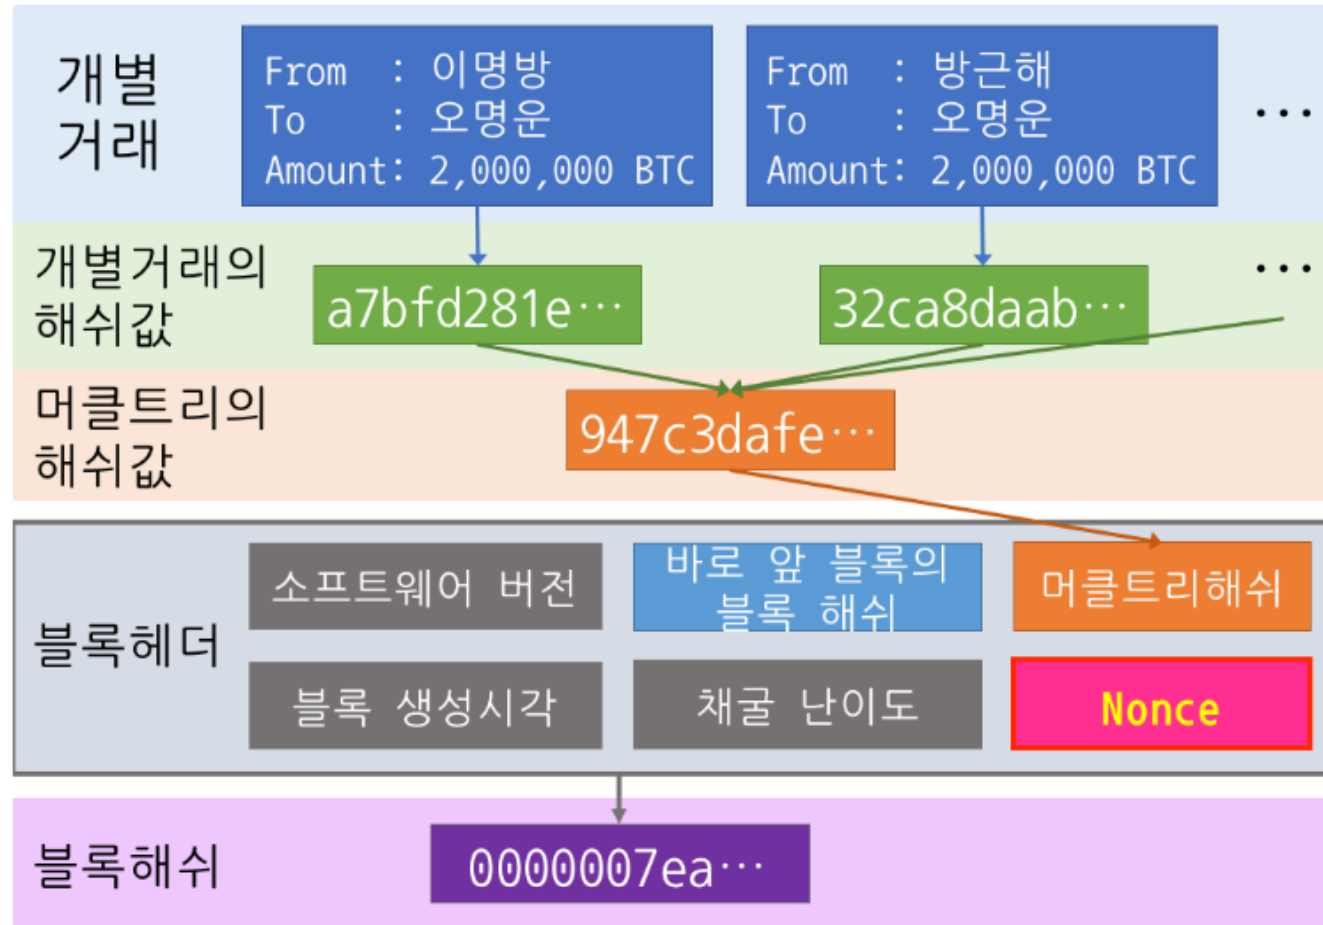 개별
거래
From : 이명방
To : 오명운
Amount: 2,000,000 BTC
From : 방근해
To : 오명운
Amount: 2,000,000 BTC
...
개별거래의
해쉬값
a7bfd281e…
32ca8daab…
...
머클트리의
해쉬값
947c3dafe…
블록헤더
소프트웨어 버전
바로 앞 블록의
블록 해쉬
머클트리해쉬
블록 생성시각
채굴 난이도
Nonce
블록해쉬
0000007ea…